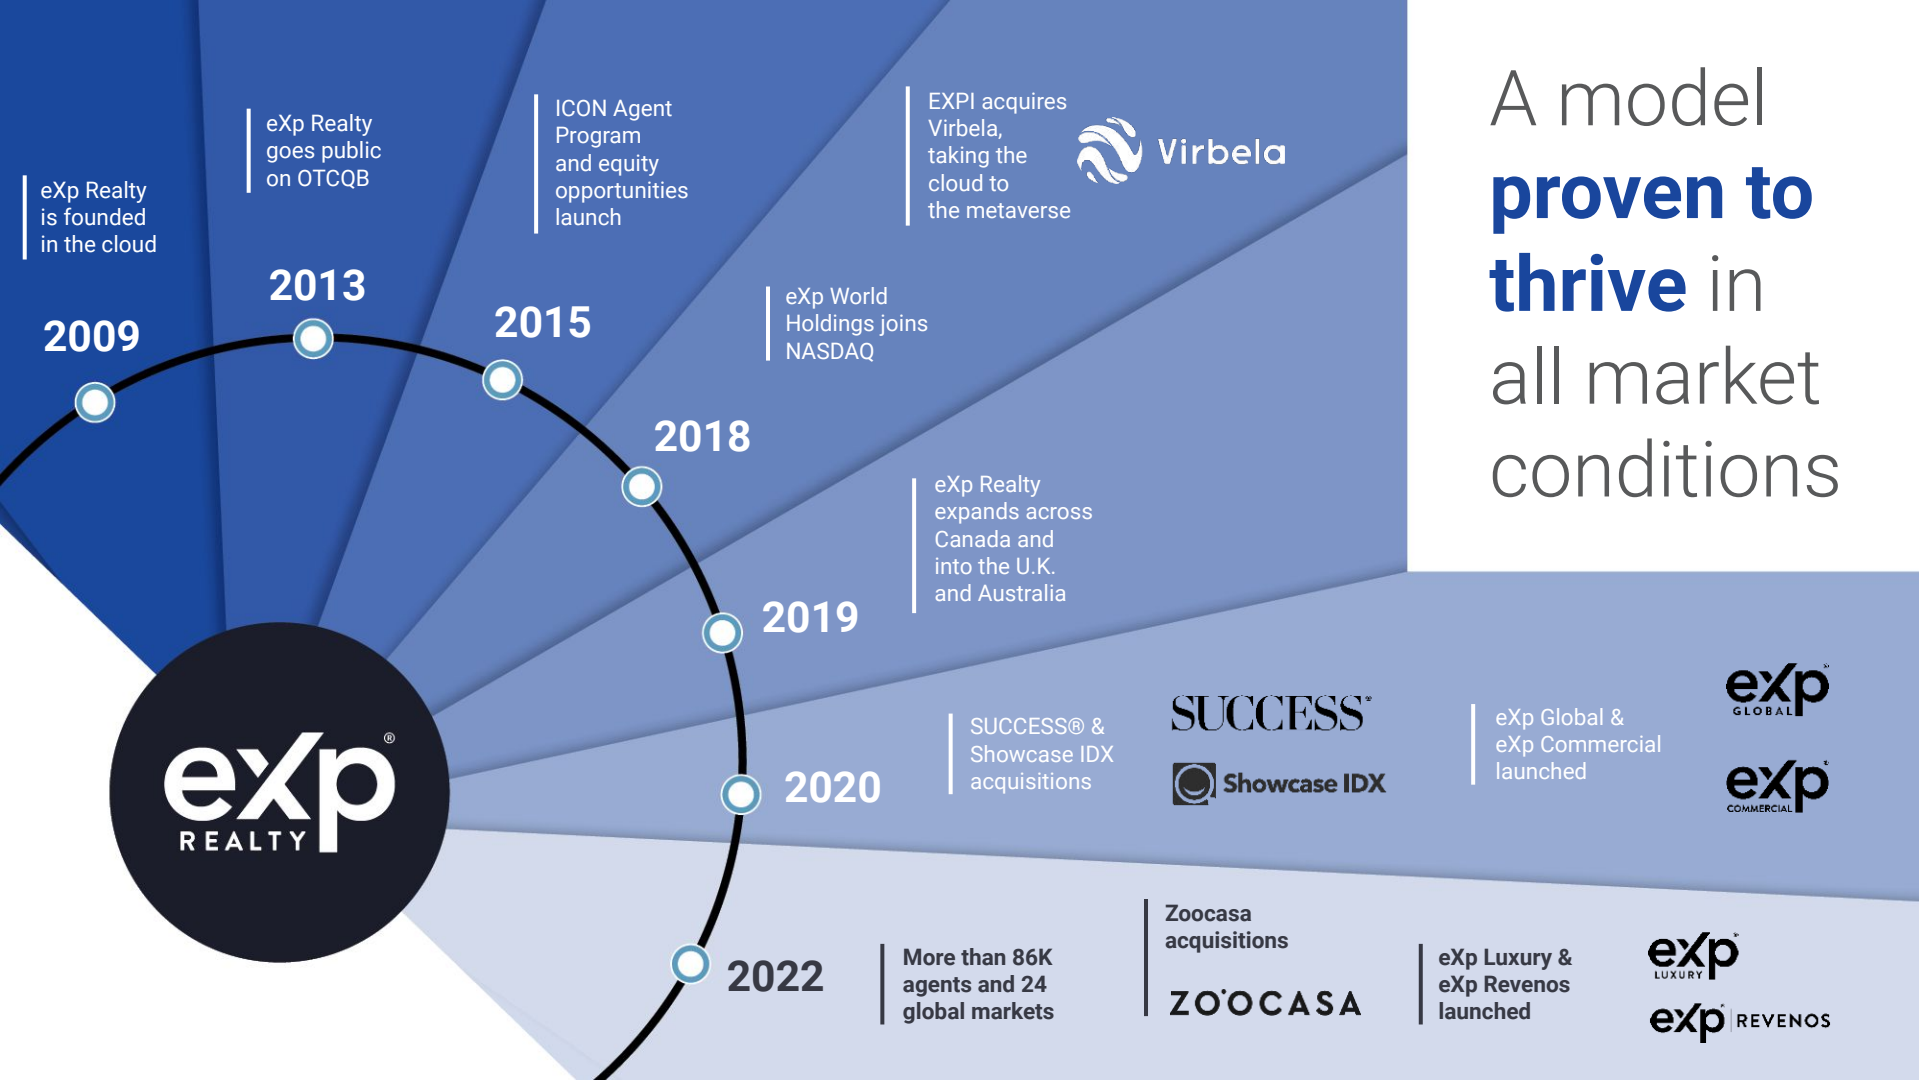 A model
proven to
thrive in
all market
conditions
eXp Realty
is founded
in the cloud
2009
eXp Realty
goes public
on OTCQB
2013
ICON Agent
Program
and equity
opportunities
launch
2015
eXp World
Holdings joins
NASDAQ
2018
EXPI acquires
Virbela,
taking the
cloud to
the metaverse
Virbela
eXp Realty
expands across
Canada and
into the U.K.
and Australia
2019
2020
SUCCESS® &
Showcase IDX
acquisitions
SUCCESS®
Showcase IDX
eXp Global &
eXp Commercial
launched
eXp®
GLOBAL
eXp®
COMMERCIAL
eXp®
REALTY
2022
More than 86K
agents and 24
global markets
Zoocasa
acquisitions
ZOOCASA
eXp Luxury &
eXp Revenos
launched
eXp®
LUXURY
eXp® REVENOS